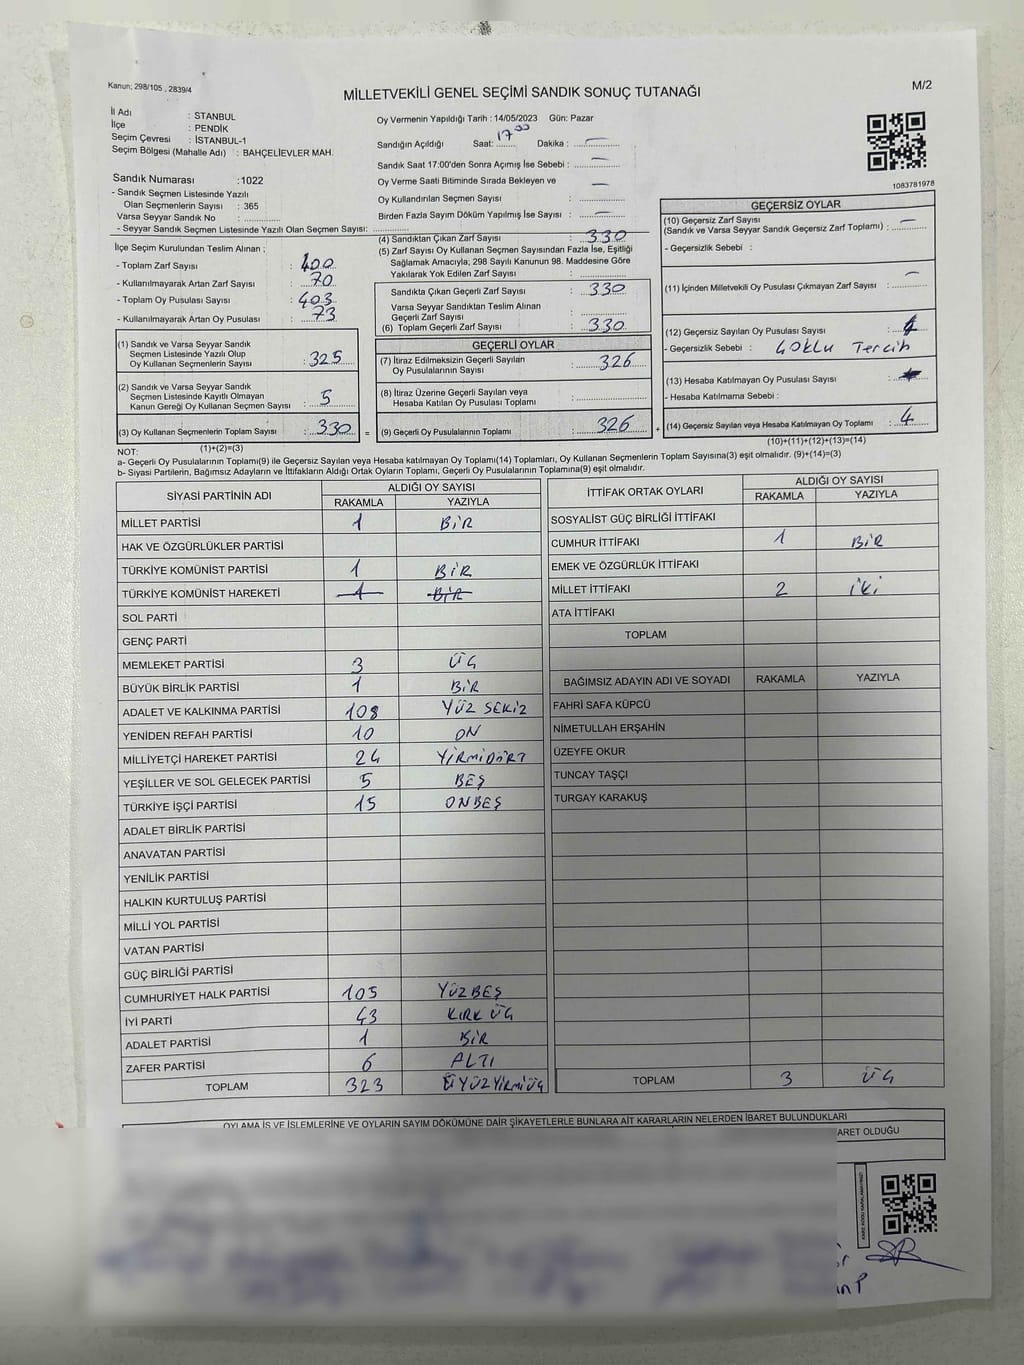 Kanun; 298/105 , 2839/4
MİLLETVEKİLİ GENEL SEÇİMİ SANDIK SONUÇ TUTANAĞI
M/2
İl Adı : STANBUL
İlçe : PENDİK
Seçim Çevresi : İSTANBUL-1
Seçim Bölgesi (Mahalle Adı) : BAHÇELİEVLER MAH.
Sandık Numarası :1022
- Sandık Seçmen Listesinde Yazılı
Olan Seçmenlerin Sayısı : 365
Varsa Seyyar Sandık No :
- Seyyar Sandık Seçmen Listesinde Yazılı Olan Seçmen Sayısı:
Oy Vermenin Yapıldığı Tarih : 14/05/2023 Gün: Pazar
Sandığın Açıldığı Saat: 17 00 Dakika : —
Sandık Saat 17:00'den Sonra Açımış İse Sebebi : —
Oy Verme Saati Bitiminde Sırada Bekleyen ve —
Oy Kullandırılan Seçmen Sayısı :
Birden Fazla Sayım Döküm Yapılmış İse Sayısı : —
1083781978
İlçe Seçim Kurulundan Teslim Alınan ;
- Toplam Zarf Sayısı : 400
- Kullanılmayarak Artan Zarf Sayısı : 70
- Toplam Oy Pusulası Sayısı : 403
- Kullanılmayarak Artan Oy Pusulası : 73
(4) Sandıktan Çıkan Zarf Sayısı : 330
(5) Zarf Sayısı Oy Kullanan Seçmen Sayısından Fazla İse, Eşitliği
Sağlamak Amacıyla; 298 Sayılı Kanunun 98. Maddesine Göre
Yakılarak Yok Edilen Zarf Sayısı :
Sandıkta Çıkan Geçerli Zarf Sayısı : 330
Varsa Seyyar Sandıktan Teslim Alınan
Geçerli Zarf Sayısı :
(6) Toplam Geçerli Zarf Sayısı : 330
GEÇERSİZ OYLAR
(10) Geçersiz Zarf Sayısı —
(Sandık ve Varsa Seyyar Sandık Geçersiz Zarf Toplamı) :
- Geçersizlik Sebebi :
(11) İçinden Milletvekili Oy Pusulası Çıkmayan Zarf Sayısı : —
(12) Geçersiz Sayılan Oy Pusulası Sayısı : 4
- Geçersizlik Sebebi : ÇOKLU Tercih
(13) Hesaba Katılmayan Oy Pusulası Sayısı :
- Hesaba Katılmama Sebebi :
(14) Geçersiz Sayılan veya Hesaba Katılmayan Oy Toplamı : 4
(10)+(11)+(12)+(13)=(14)
(1) Sandık ve Varsa Seyyar Sandık
Seçmen Listesinde Yazılı Olup
Oy Kullanan Seçmenlerin Sayısı : 325
(2) Sandık ve Varsa Seyyar Sandık
Seçmen Listesinde Kayıtlı Olmayan
Kanun Gereği Oy Kullanan Seçmen Sayısı : 5
(3) Oy Kullanan Seçmenlerin Toplam Sayısı : 330 =
(1)+(2)=(3)
GEÇERLİ OYLAR
(7) İtiraz Edilmeksizin Geçerli Sayılan
Oy Pusulalarının Sayısı : 326
(8) İtiraz Üzerine Geçerli Sayılan veya
Hesaba Katılan Oy Pusulası Toplamı :
(9) Geçerli Oy Pusulalarının Toplamı : 326 +
NOT:
a- Geçerli Oy Pusulalarının Toplamı(9) ile Geçersiz Sayılan veya Hesaba katılmayan Oy Toplamı(14) Toplamları, Oy Kullanan Seçmenlerin Toplam Sayısına(3) eşit olmalıdır. (9)+(14)=(3)
b- Siyasi Partilerin, Bağımsız Adayların ve İttifakların Aldığı Ortak Oyların Toplamı, Geçerli Oy Pusulalarının Toplamına(9) eşit olmalıdır.
SİYASİ PARTİNİN ADI
ALDIĞI OY SAYISI
RAKAMLA YAZIYLA
MİLLET PARTİSİ 1 BİR
HAK VE ÖZGÜRLÜKLER PARTİSİ
TÜRKİYE KOMÜNİST PARTİSİ 1 BİR
TÜRKİYE KOMÜNİST HAREKETİ 1 BİR
SOL PARTİ
GENÇ PARTİ
MEMLEKET PARTİSİ 3 ÜÇ
BÜYÜK BİRLİK PARTİSİ 1 BİR
ADALET VE KALKINMA PARTİSİ 108 YÜZ SEKİZ
YENİDEN REFAH PARTİSİ 10 ON
MİLLİYETÇİ HAREKET PARTİSİ 24 YİRMİDÖRT
YEŞİLLER VE SOL GELECEK PARTİSİ 5 BEŞ
TÜRKİYE İŞÇİ PARTİSİ 15 ONBEŞ
ADALET BİRLİK PARTİSİ
ANAVATAN PARTİSİ
YENİLİK PARTİSİ
HALKIN KURTULUŞ PARTİSİ
MİLLİ YOL PARTİSİ
VATAN PARTİSİ
GÜÇ BİRLİĞİ PARTİSİ
CUMHURİYET HALK PARTİSİ 105 YÜZBEŞ
İYİ PARTİ 43 KIRK ÜÇ
ADALET PARTİSİ 1 BİR
ZAFER PARTİSİ 6 ALTI
TOPLAM 323 ÜÇYÜZYİRMİÜÇ
İTTİFAK ORTAK OYLARI
ALDIĞI OY SAYISI
RAKAMLA YAZIYLA
SOSYALİST GÜÇ BİRLİĞİ İTTİFAKI
CUMHUR İTTİFAKI 1 BİR
EMEK VE ÖZGÜRLÜK İTTİFAKI
MİLLET İTTİFAKI 2 İKİ
ATA İTTİFAKI
TOPLAM
BAĞIMSIZ ADAYIN ADI VE SOYADI RAKAMLA YAZIYLA
FAHRİ SAFA KÜPCÜ
NİMETULLAH ERŞAHİN
ÜZEYFE OKUR
TUNCAY TAŞÇI
TURGAY KARAKUŞ
TOPLAM 3 ÜÇ
OYLAMA İŞ VE İŞLEMLERİNE VE OYLARIN SAYIM DÖKÜMÜNE DAİR ŞİKAYETLERLE BUNLARA AİT KARARLARIN NELERDEN İBARET BULUNDUKLARI
ARET OLDUĞU